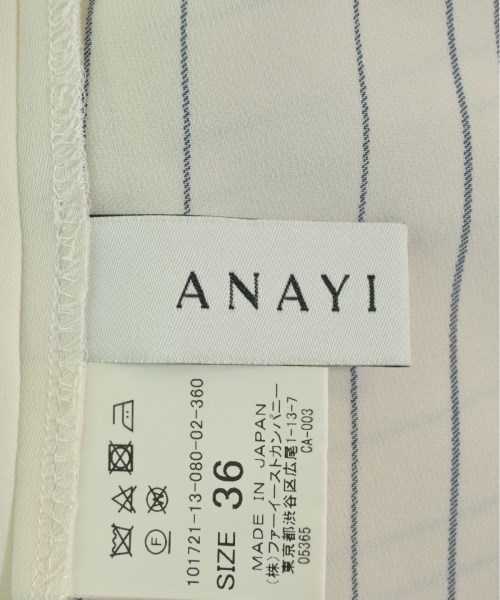 ANAYI
F
101721-13-080-02-360
SIZE 36
MADE IN JAPAN
(株)ファーイーストカンパニー
東京都渋谷区広尾1-13-7
05365 CA-003